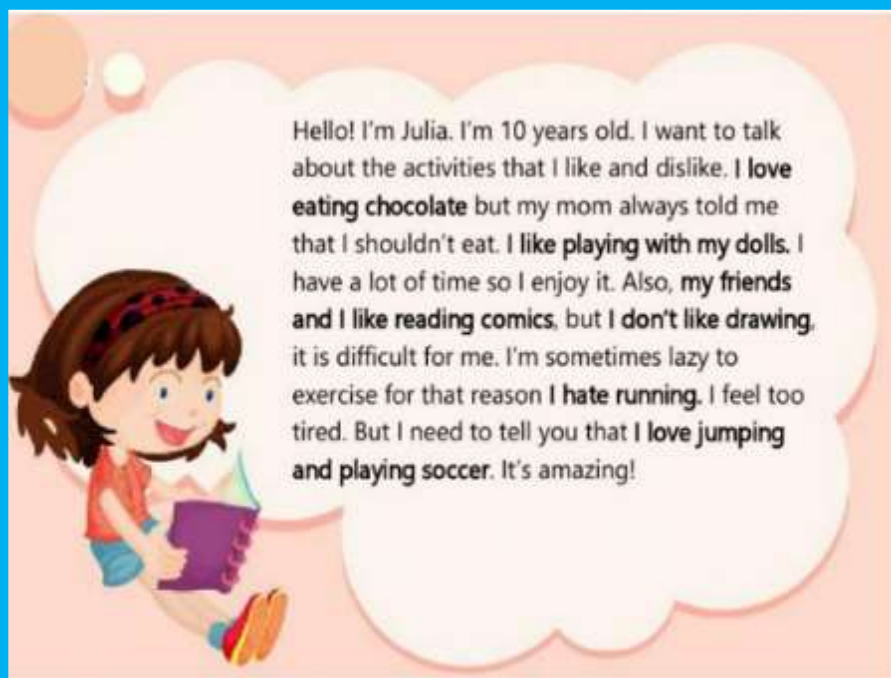 Hello! I'm Julia. I'm 10 years old. I want to talk
about the activities that I like and dislike. I love
eating chocolate but my mom always told me
that I shouldn't eat. I like playing with my dolls. I
have a lot of time so I enjoy it. Also, my friends
and I like reading comics, but I don't like drawing,
it is difficult for me. I'm sometimes lazy to
exercise for that reason I hate running. I feel too
tired. But I need to tell you that I love jumping
and playing soccer. It's amazing!